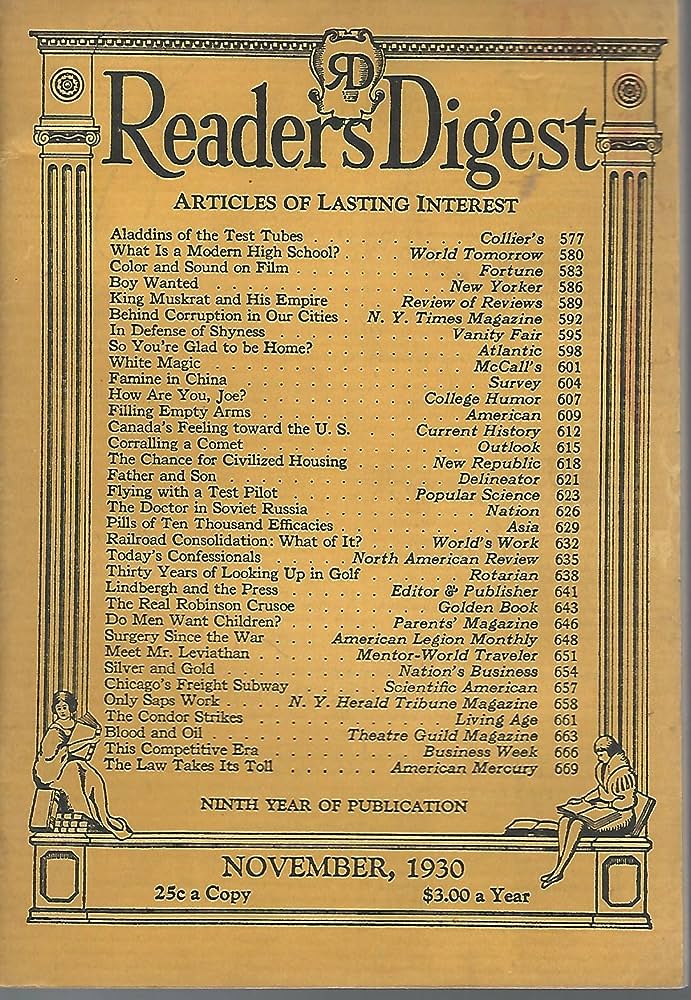 RD
Readers Digest
ARTICLES OF LASTING INTEREST
Aladdins of the Test Tubes . . . . . . . . . . Collier's 577
What Is a Modern High School? . . . . World Tomorrow 580
Color and Sound on Film . . . . . . . . . . Fortune 583
Boy Wanted . . . . . . . . . . . . New Yorker 586
King Muskrat and His Empire . . . Review of Reviews 589
Behind Corruption in Our Cities . N. Y. Times Magazine 592
In Defense of Shyness . . . . . . . . . Vanity Fair 595
So You're Glad to be Home? . . . . . . . . Atlantic 598
White Magic . . . . . . . . . . . . . McCall's 601
Famine in China . . . . . . . . . . . . Survey 604
How Are You, Joe? . . . . . . . . College Humor 607
Filling Empty Arms . . . . . . . . . . American 609
Canada's Feeling toward the U. S. . . . Current History 612
Corralling a Comet . . . . . . . . . . . Outlook 615
The Chance for Civilized Housing . . . . New Republic 618
Father and Son . . . . . . . . . . . Delineator 621
Flying with a Test Pilot . . . . . . . Popular Science 623
The Doctor in Soviet Russia . . . . . . . . . Nation 626
Pills of Ten Thousand Efficacies . . . . . . . . Asia 629
Railroad Consolidation: What of It? . . . World's Work 632
Today's Confessionals . . . . North American Review 635
Thirty Years of Looking Up in Golf . . . . . . Rotarian 638
Lindbergh and the Press . . . . . Editor & Publisher 641
The Real Robinson Crusoe . . . . . . . Golden Book 643
Do Men Want Children? . . . . . Parents' Magazine 646
Surgery Since the War . . . American Legion Monthly 648
Meet Mr. Leviathan . . . . . Mentor-World Traveler 651
Silver and Gold . . . . . . . . . Nation's Business 654
Chicago's Freight Subway . . . . Scientific American 657
Only Saps Work . . . . N. Y. Herald Tribune Magazine 658
The Condor Strikes . . . . . . . . . . Living Age 661
Blood and Oil . . . . . . . Theatre Guild Magazine 663
This Competitive Era . . . . . . . . Business Week 666
The Law Takes Its Toll . . . . . . American Mercury 669
NINTH YEAR OF PUBLICATION
NOVEMBER, 1930
25c a Copy $3.00 a Year